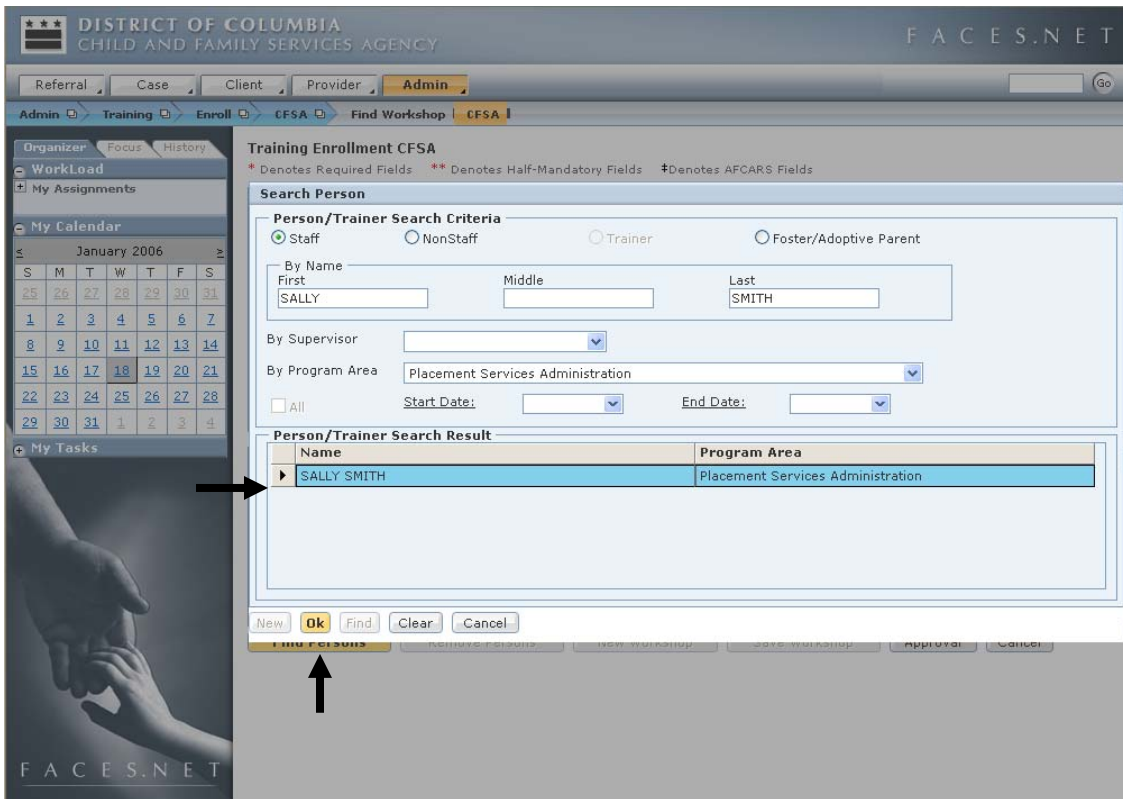 DISTRICT OF COLUMBIA
CHILD AND FAMILY SERVICES AGENCY
FACES.NET
Referral Case Client Provider Admin Go
Admin Training Enroll CFSA Find Workshop CFSA
Organizer Focus History
WorkLoad
My Assignments
My Calendar
< January 2006 >
S M T W T F S
25 26 27 28 29 30 31
1 2 3 4 5 6 7
8 9 10 11 12 13 14
15 16 17 18 19 20 21
22 23 24 25 26 27 28
29 30 31 1 2 3 4
My Tasks
FACES.NET
Training Enrollment CFSA
* Denotes Required Fields ** Denotes Half-Mandatory Fields ‡Denotes AFCARS Fields
Search Person
Person/Trainer Search Criteria
Staff NonStaff Trainer Foster/Adoptive Parent
By Name
First Middle Last
SALLY SMITH
By Supervisor
By Program Area Placement Services Administration
All Start Date: End Date:
Person/Trainer Search Result
Name Program Area
SALLY SMITH Placement Services Administration
New Ok Find Clear Cancel
Find Persons Remove Persons New Workshop Save Workshop Approval Cancel